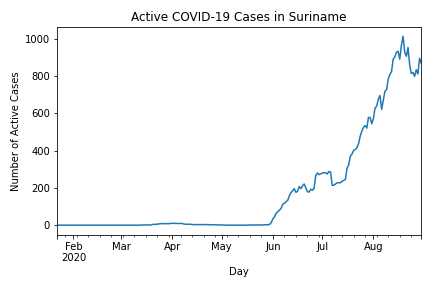 Active COVID-19 Cases in Suriname
Number of Active Cases
1000
800
600
400
200
0
Feb Mar Apr May Jun Jul Aug
2020
Day